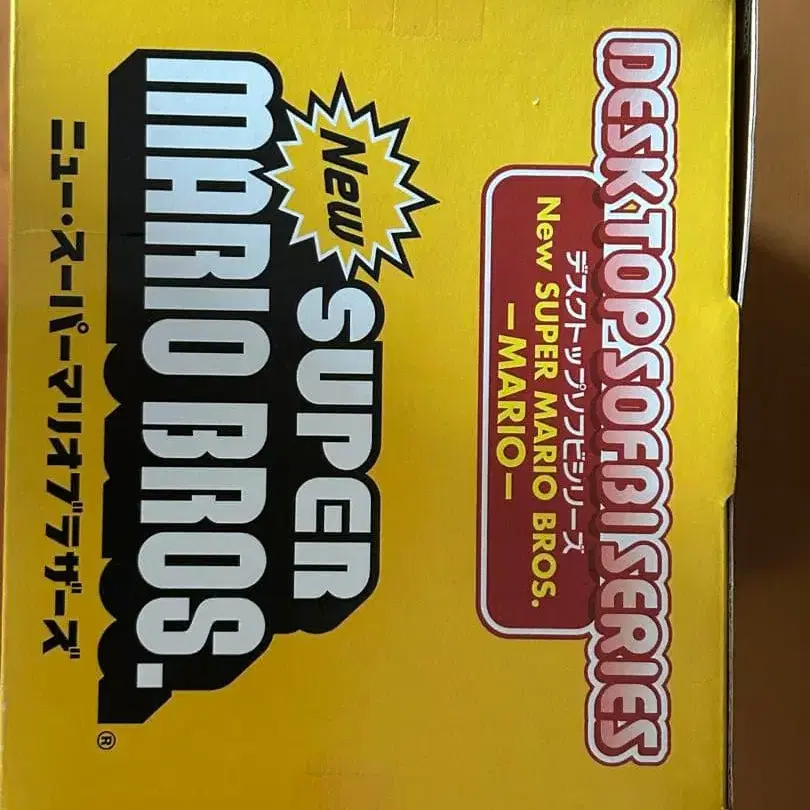 DESKTOP SOFBI SERIES
デスクトップソフビシリーズ
New SUPER MARIO BROS.
—MARIO—
New
SUPER
MARIO BROS.
®
ニュー・スーパーマリオブラザーズ